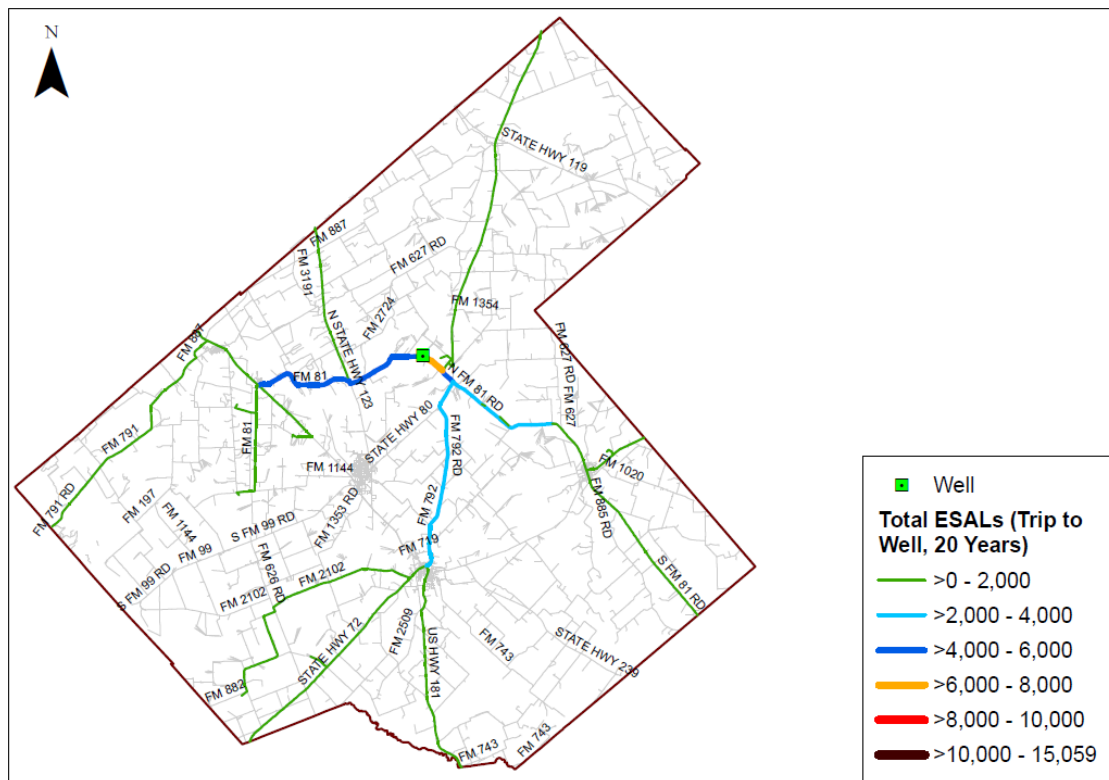 N
STATE HWY 119
FM 887
FM 3191
FM 627 RD
FM 1354
FM 2724
N STATE HWY 123
FM 887
FM 81
N FM 81 RD
FM 627 RD
FM 627
STATE HWY 80
FM 792 RD
FM 791
FM 81
FM 1144
FM 1020
FM 791 RD
FM 197
FM 1144
S FM 99 RD
FM 1353 RD
FM 792
FM 885 RD
FM 99
FM 719
S FM 99 RD
FM 626 RD
FM 2102
FM 2102
S FM 81 RD
STATE HWY 72
FM 2509
US HWY 181
FM 743
STATE HWY 239
FM 882
FM 743
FM 743
Well
Total ESALs (Trip to
Well, 20 Years)
>0 - 2,000
>2,000 - 4,000
>4,000 - 6,000
>6,000 - 8,000
>8,000 - 10,000
>10,000 - 15,059